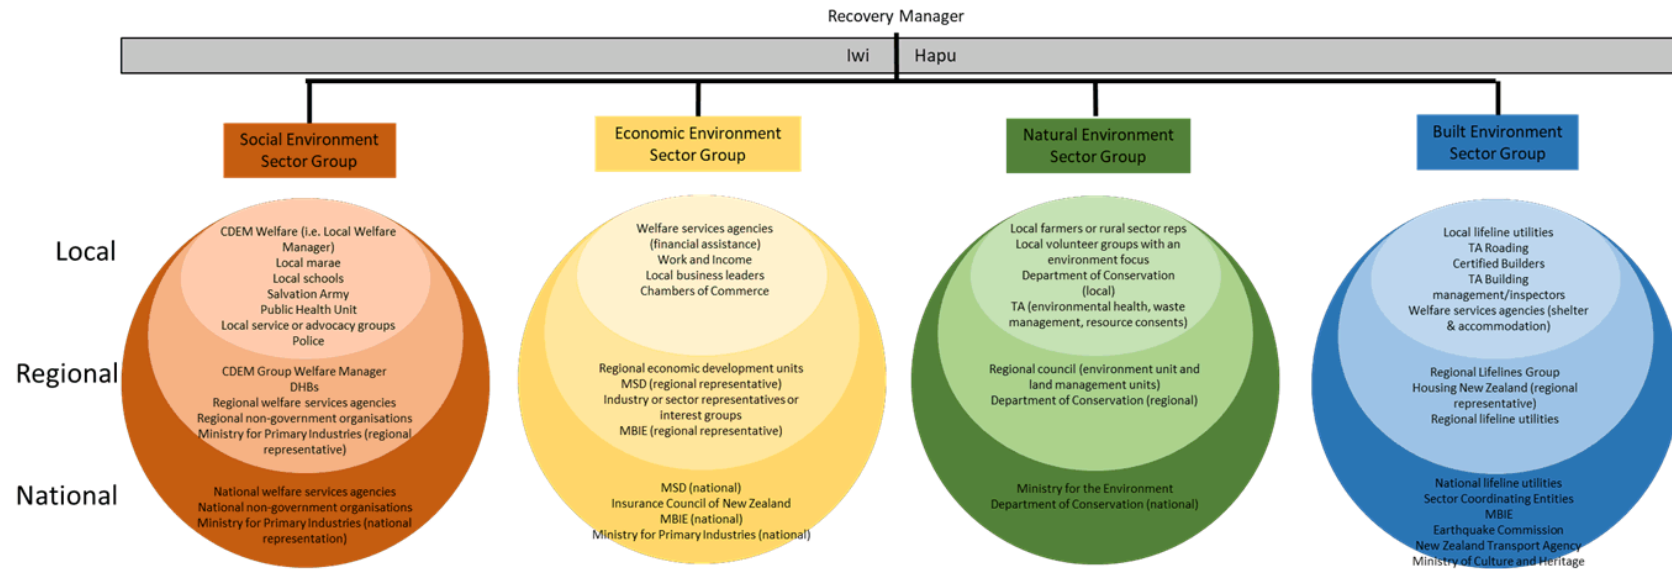 Recovery Manager
Iwi
Hapu
Social Environment
Sector Group
Economic Environment
Sector Group
Natural Environment
Sector Group
Built Environment
Sector Group
Local
CDEM Welfare (i.e. Local Welfare
Manager)
Local marae
Local schools
Salvation Army
Public Health Unit
Local service or advocacy groups
Police
Welfare services agencies
(financial assistance)
Work and Income
Local business leaders
Chambers of Commerce
Local farmers or rural sector reps
Local volunteer groups with an
environment focus
Department of Conservation
(local)
TA (environmental health, waste
management, resource consents)
Local lifeline utilities
TA Roading
Certified Builders
TA Building
management/inspectors
Welfare services agencies (shelter
& accommodation)
Regional
CDEM Group Welfare Manager
DHBs
Regional welfare services agencies
Regional non-government organisations
Ministry for Primary Industries (regional
representative)
Regional economic development units
MSD (regional representative)
Industry or sector representatives or
interest groups
MBIE (regional representative)
Regional council (environment unit and
land management units)
Department of Conservation (regional)
Regional Lifelines Group
Housing New Zealand (regional
representative)
Regional lifeline utilities
National
National welfare services agencies
National non-government organisations
Ministry for Primary Industries (national
representation)
MSD (national)
Insurance Council of New Zealand
MBIE (national)
Ministry for Primary Industries (national)
Ministry for the Environment
Department of Conservation (national)
National lifeline utilities
Sector Coordinating Entities
MBIE
Earthquake Commission
New Zealand Transport Agency
Ministry of Culture and Heritage